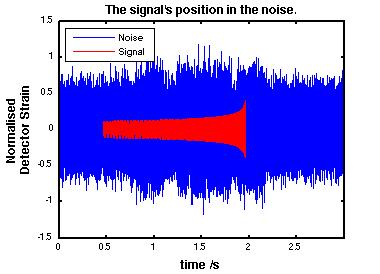 The signal's position in the noise.
Noise
Signal
Normalised
Detector Strain
1.5
1
0.5
0
-0.5
-1
-1.5
0
0.5
1
1.5
2
2.5
time /s